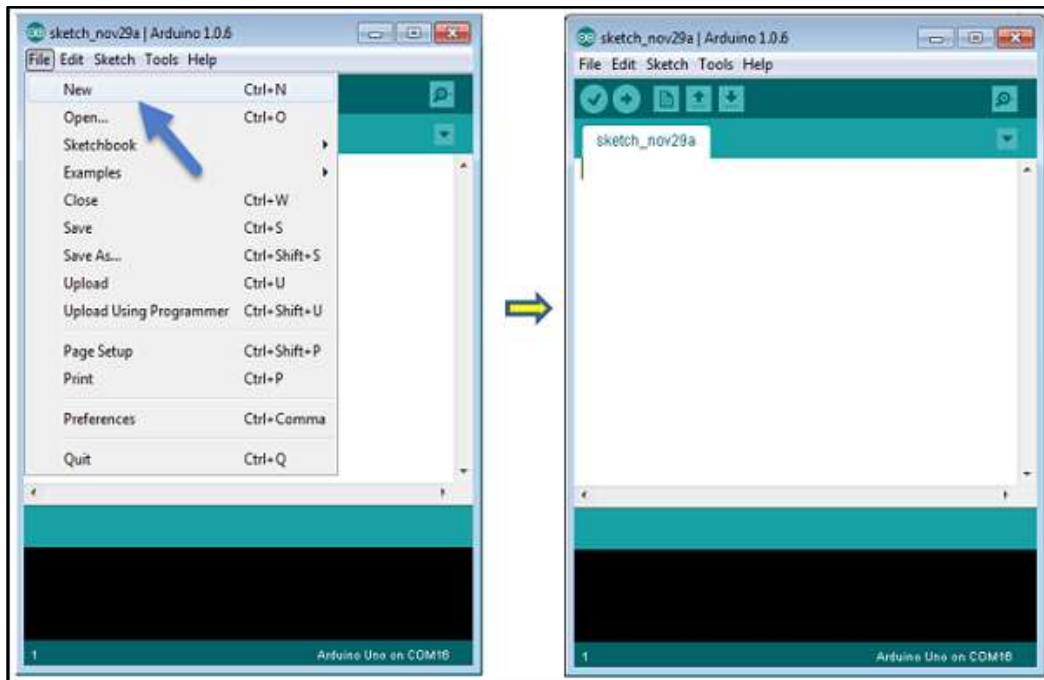 sketch_nov29a | Arduino 1.0.6
File Edit Sketch Tools Help
New Ctrl+N
Open... Ctrl+O
Sketchbook
Examples
Close Ctrl+W
Save Ctrl+S
Save As... Ctrl+Shift+S
Upload Ctrl+U
Upload Using Programmer Ctrl+Shift+U
Page Setup Ctrl+Shift+P
Print Ctrl+P
Preferences Ctrl+Comma
Quit Ctrl+Q
1 Arduino Uno on COM16
sketch_nov29a | Arduino 1.0.6
File Edit Sketch Tools Help
sketch_nov29a
1 Arduino Uno on COM16